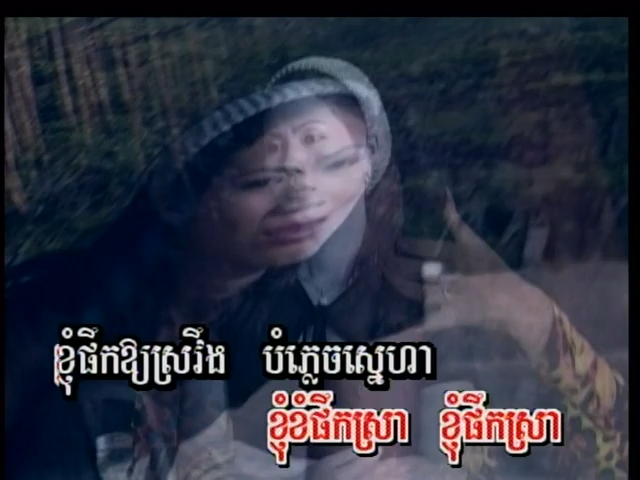 ខ្ញុំផឹកឱ្យស្រវឹង បំភ្លេចស្នេហា
ខ្ញុំខំផឹកស្រា ខ្ញុំផឹកស្រា